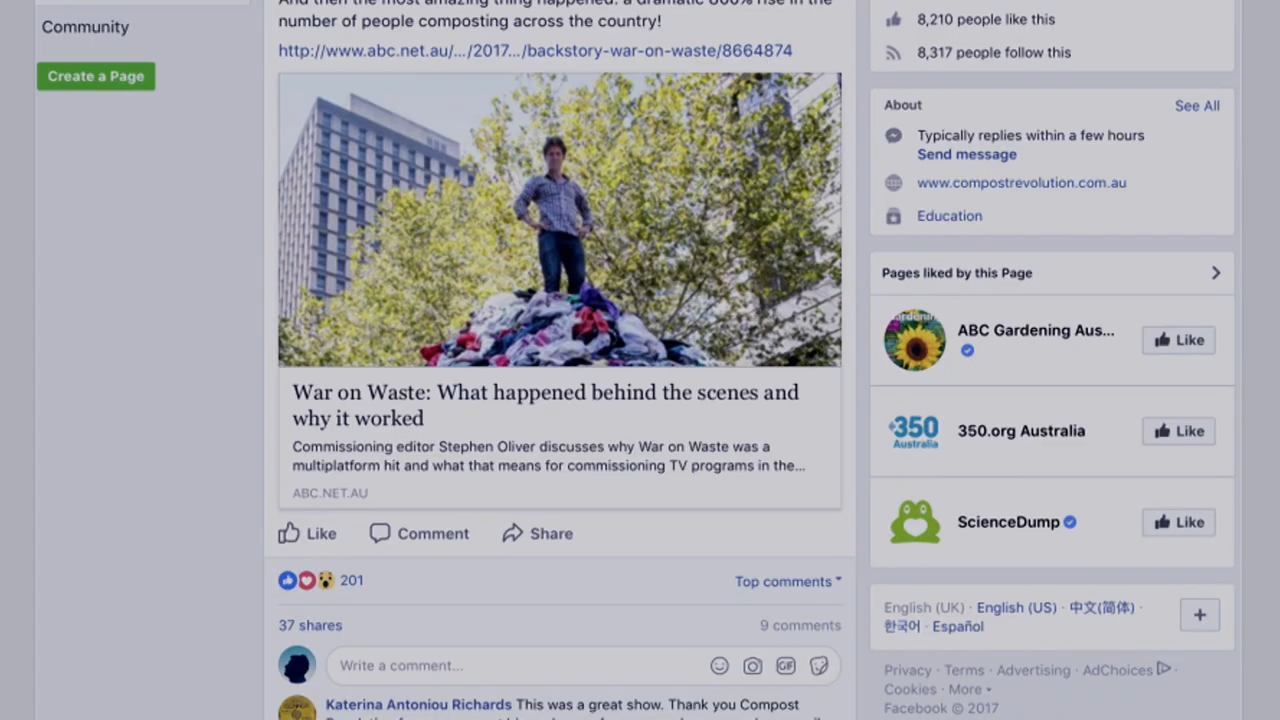 Community
Create a Page
number of people composting across the country!
http://www.abc.net.au/.../2017.../backstory-war-on-waste/8664874
War on Waste: What happened behind the scenes and
why it worked
Commissioning editor Stephen Oliver discusses why War on Waste was a
multiplatform hit and what that means for commissioning TV programs in the...
ABC.NET.AU
Like
Comment
Share
201
Top comments
37 shares
9 comments
Write a comment...
GIF
Katerina Antoniou Richards This was a great show. Thank you Compost
8,210 people like this
8,317 people follow this
About
See All
Typically replies within a few hours
Send message
www.compostrevolution.com.au
Education
Pages liked by this Page
ABC Gardening Aus...
Like
350
Australia
350.org Australia
Like
ScienceDump
Like
English (UK) · English (US) · 中文(简体) ·
한국어 · Español
+
Privacy · Terms · Advertising · AdChoices ·
Cookies · More
Facebook © 2017